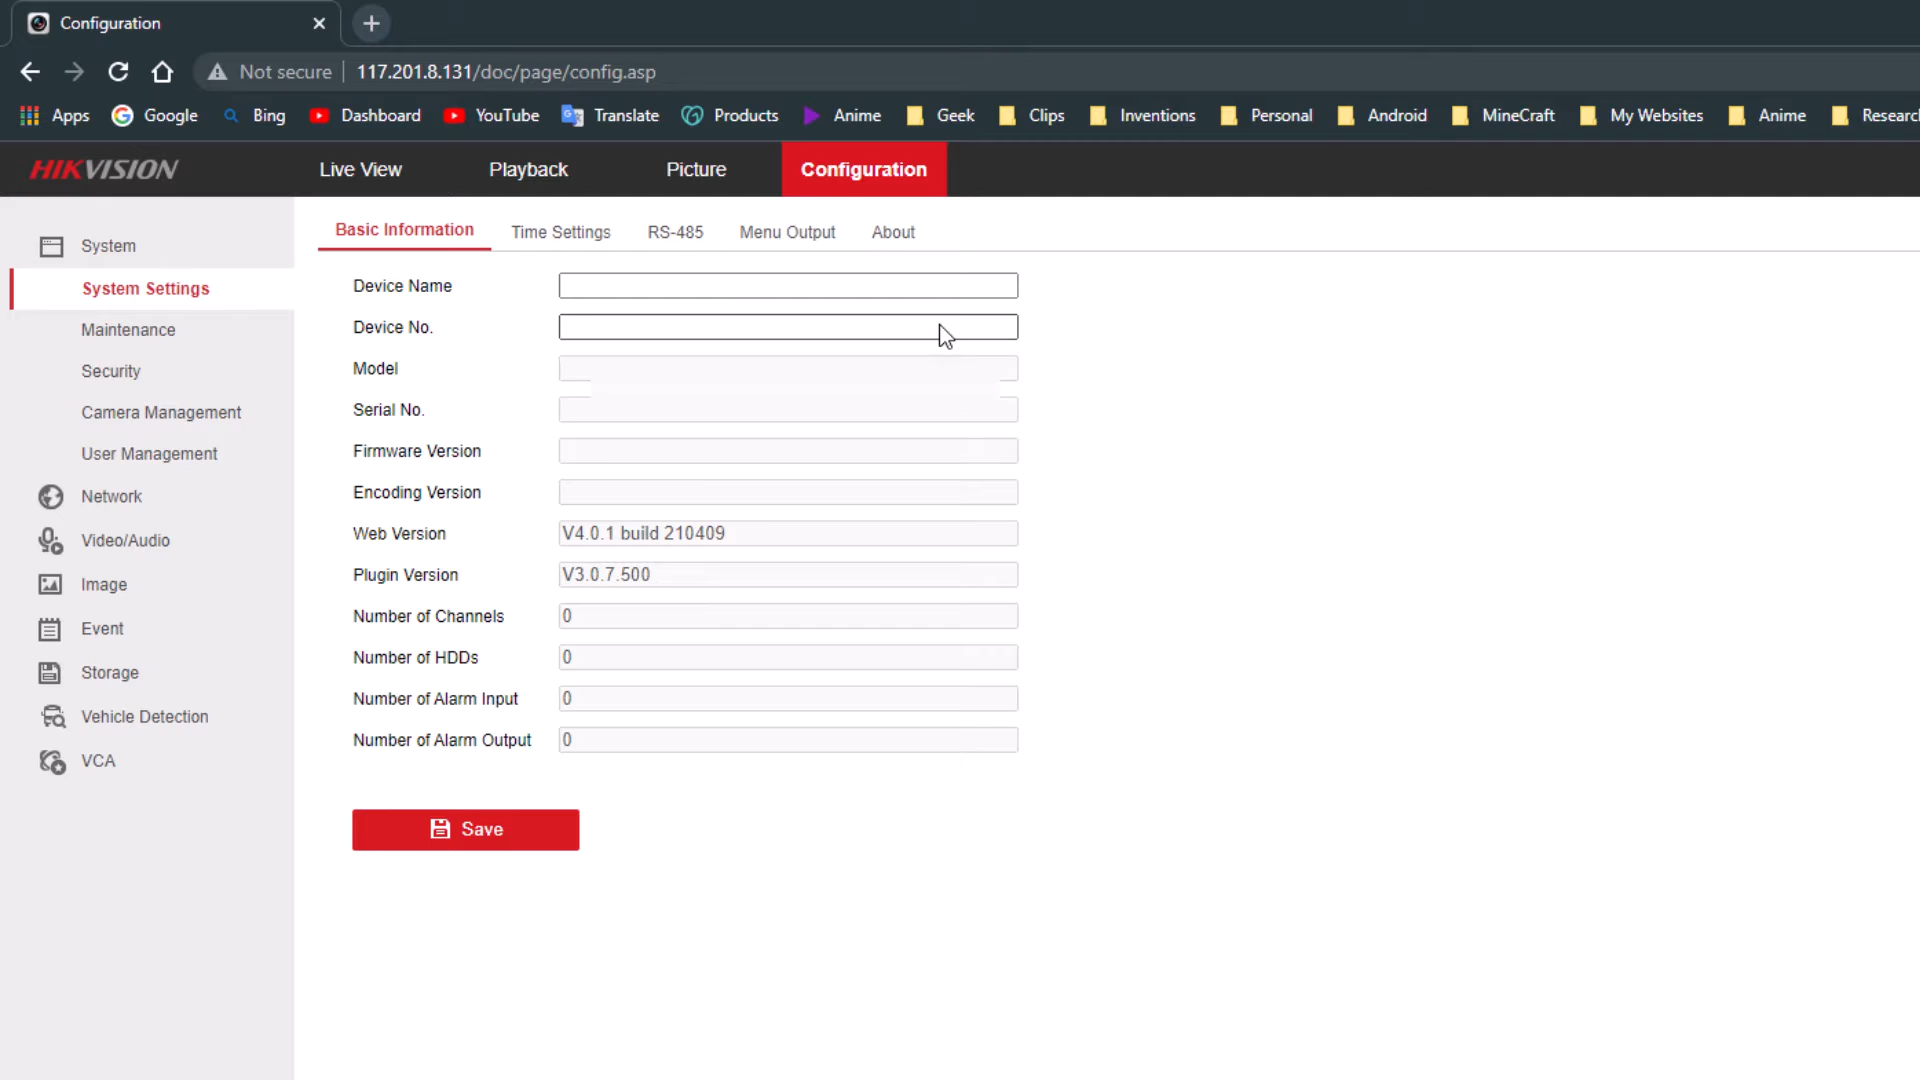 Configuration
Not secure 117.201.8.131/doc/page/config.asp
Apps Google Bing Dashboard YouTube Translate Products Anime Geek Clips Inventions Personal Android MineCraft My Websites Anime Researc
HIKVISION Live View Playback Picture Configuration
Basic Information Time Settings RS-485 Menu Output About
System
System Settings
Maintenance
Security
Camera Management
User Management
Network
Video/Audio
Image
Event
Storage
Vehicle Detection
VCA
Device Name
Device No.
Model
Serial No.
Firmware Version
Encoding Version
Web Version V4.0.1 build 210409
Plugin Version V3.0.7.500
Number of Channels 0
Number of HDDs 0
Number of Alarm Input 0
Number of Alarm Output 0
Save